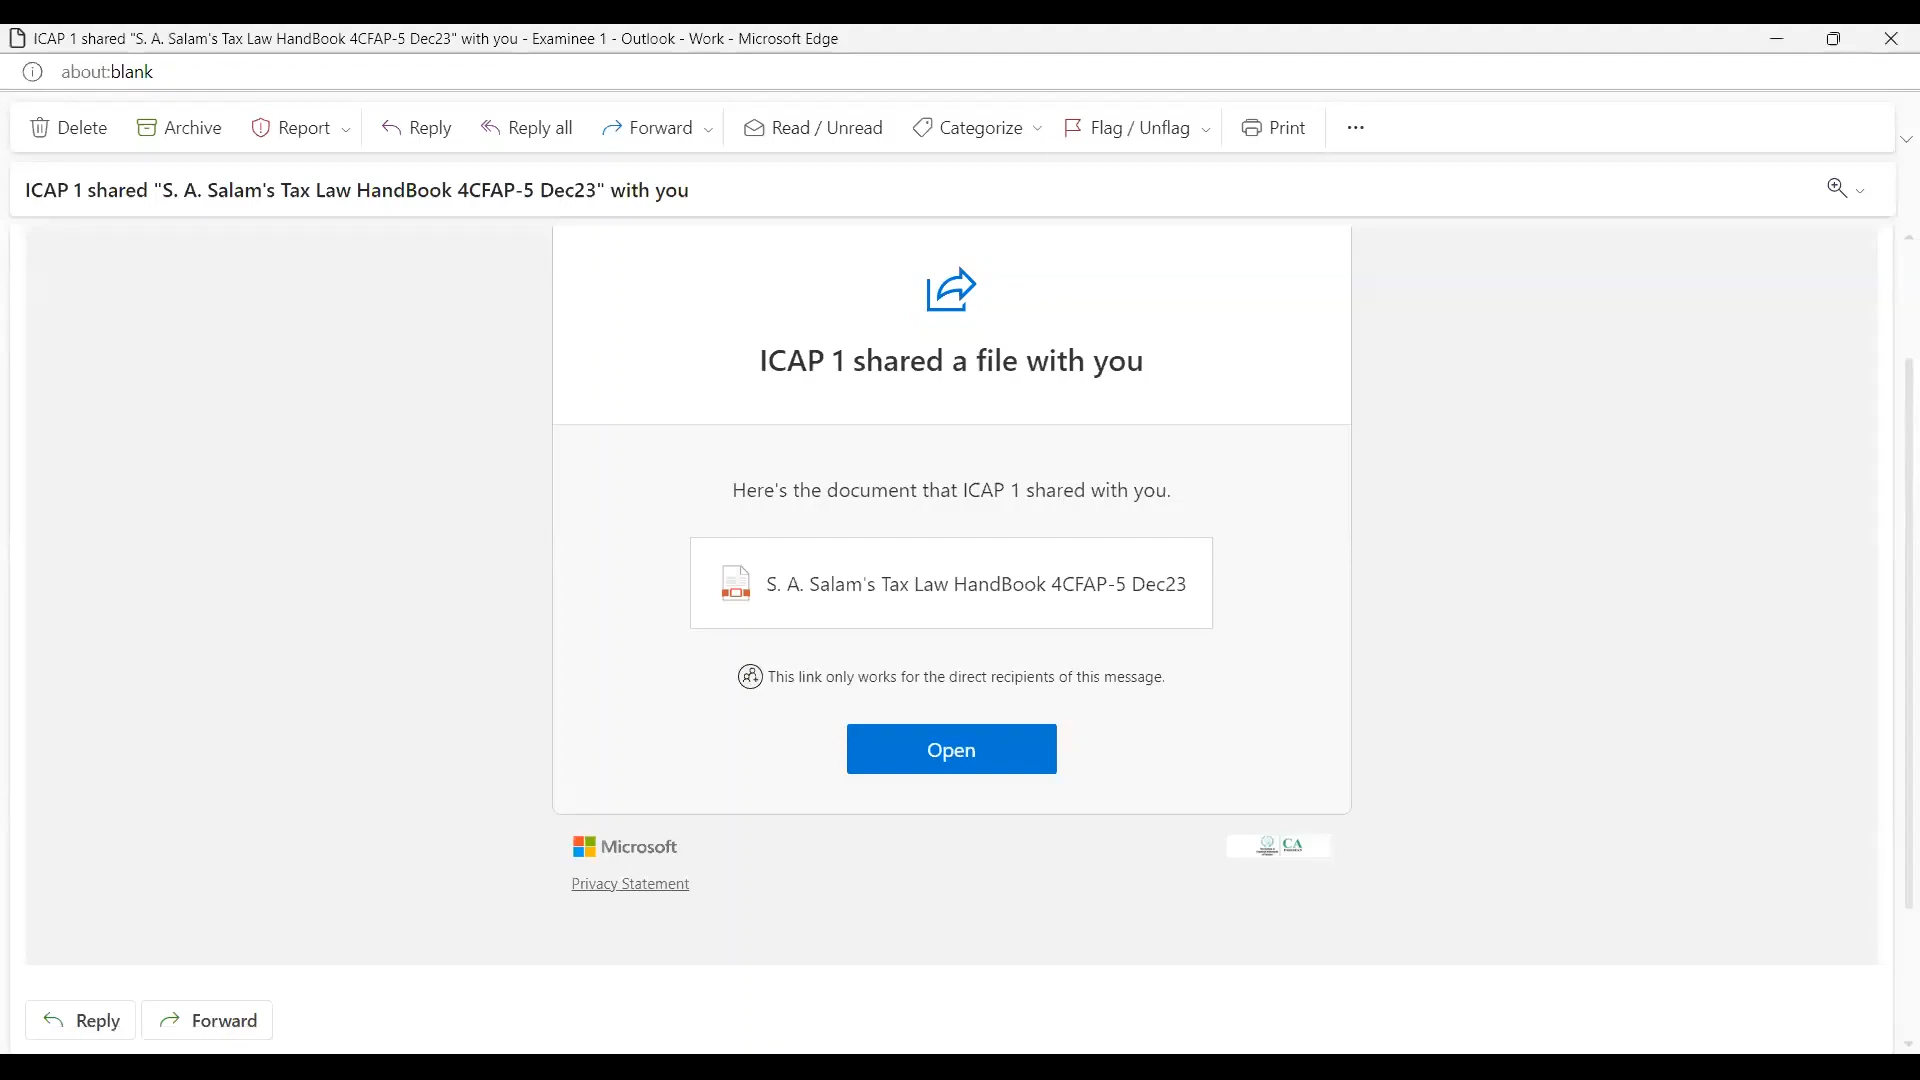 ICAP 1 shared "S. A. Salam's Tax Law HandBook 4CFAP-5 Dec23" with you - Examinee 1 - Outlook - Work - Microsoft Edge
about:blank
Delete Archive Report Reply Reply all Forward Read / Unread Categorize Flag / Unflag Print ...
ICAP 1 shared "S. A. Salam's Tax Law HandBook 4CFAP-5 Dec23" with you
ICAP 1 shared a file with you
Here's the document that ICAP 1 shared with you.
S. A. Salam's Tax Law HandBook 4CFAP-5 Dec23
This link only works for the direct recipients of this message.
Open
Microsoft
CA
Privacy Statement
Reply Forward